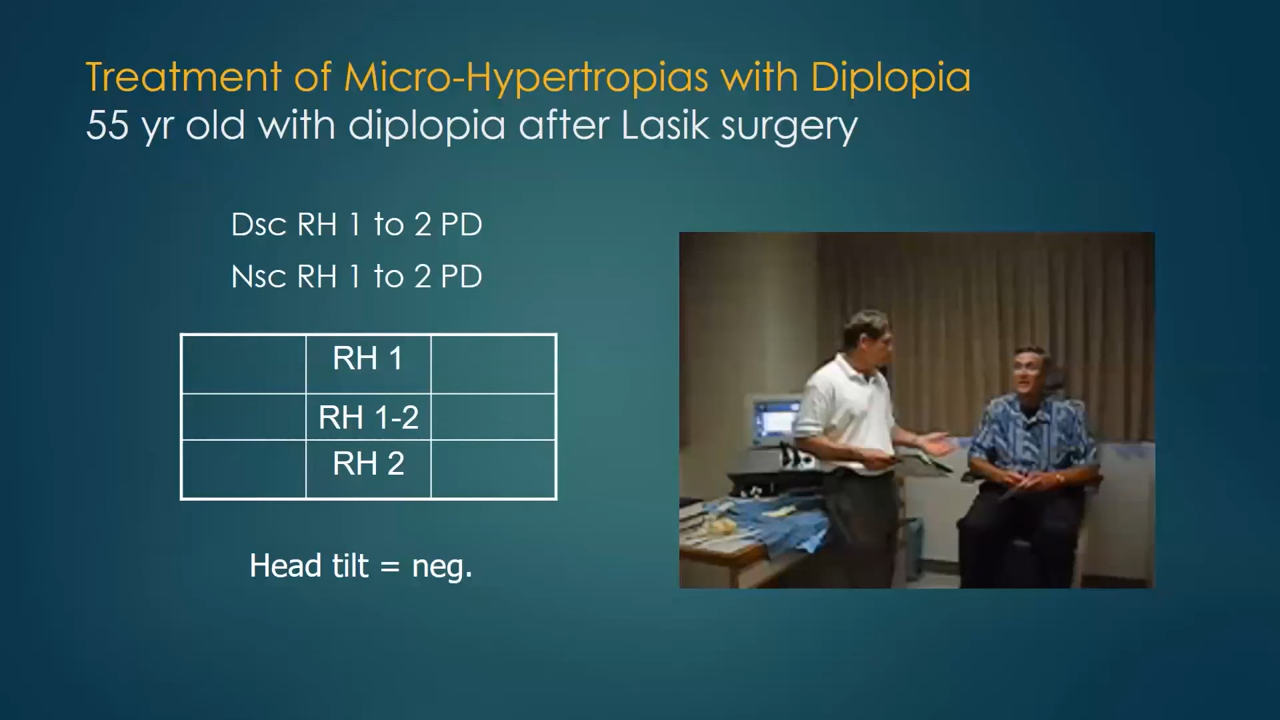 Treatment of Micro-Hypertropias with Diplopia
55 yr old with diplopia after Lasik surgery
Dsc RH 1 to 2 PD
Nsc RH 1 to 2 PD
RH 1
RH 1-2
RH 2
Head tilt = neg.